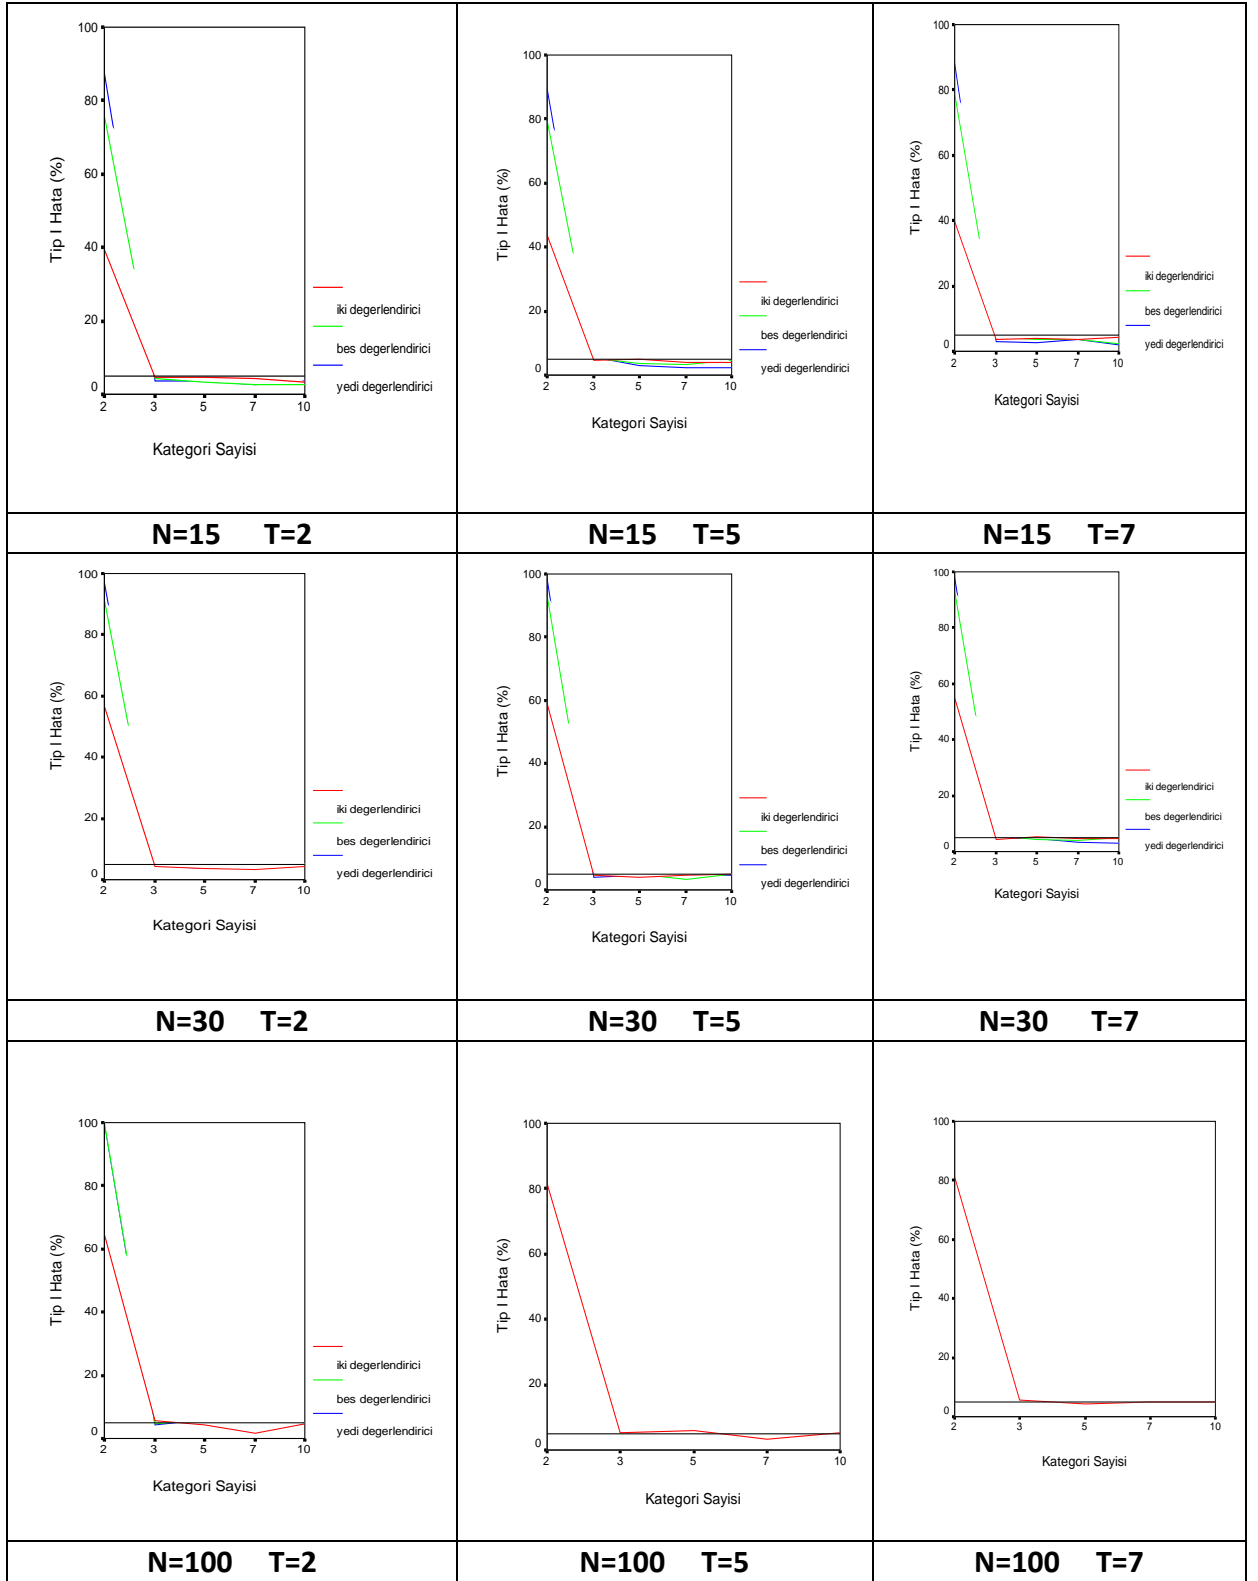 100
80
60
40
20
0
Tip I Hata (%)
2 3 5 7 10
Kategori Sayisi
iki degerlendirici
bes degerlendirici
yedi degerlendirici
100
80
60
40
20
0
Tip I Hata (%)
2 3 5 7 10
Kategori Sayisi
iki degerlendirici
bes degerlendirici
yedi degerlendirici
100
80
60
40
20
0
Tip I Hata (%)
2 3 5 7 10
Kategori Sayisi
iki degerlendirici
bes degerlendirici
yedi degerlendirici
N=15 T=2
N=15 T=5
N=15 T=7
100
80
60
40
20
0
Tip I Hata (%)
2 3 5 7 10
Kategori Sayisi
iki degerlendirici
bes degerlendirici
yedi degerlendirici
100
80
60
40
20
0
Tip I Hata (%)
2 3 5 7 10
Kategori Sayisi
iki degerlendirici
bes degerlendirici
yedi degerlendirici
100
80
60
40
20
0
Tip I Hata (%)
2 3 5 7 10
Kategori Sayisi
iki degerlendirici
bes degerlendirici
yedi degerlendirici
N=30 T=2
N=30 T=5
N=30 T=7
100
80
60
40
20
0
Tip I Hata (%)
2 3 5 7 10
Kategori Sayisi
iki degerlendirici
bes degerlendirici
yedi degerlendirici
100
80
60
40
20
0
Tip I Hata (%)
2 3 5 7 10
Kategori Sayisi
100
80
60
40
20
0
Tip I Hata (%)
2 3 5 7 10
Kategori Sayisi
N=100 T=2
N=100 T=5
N=100 T=7